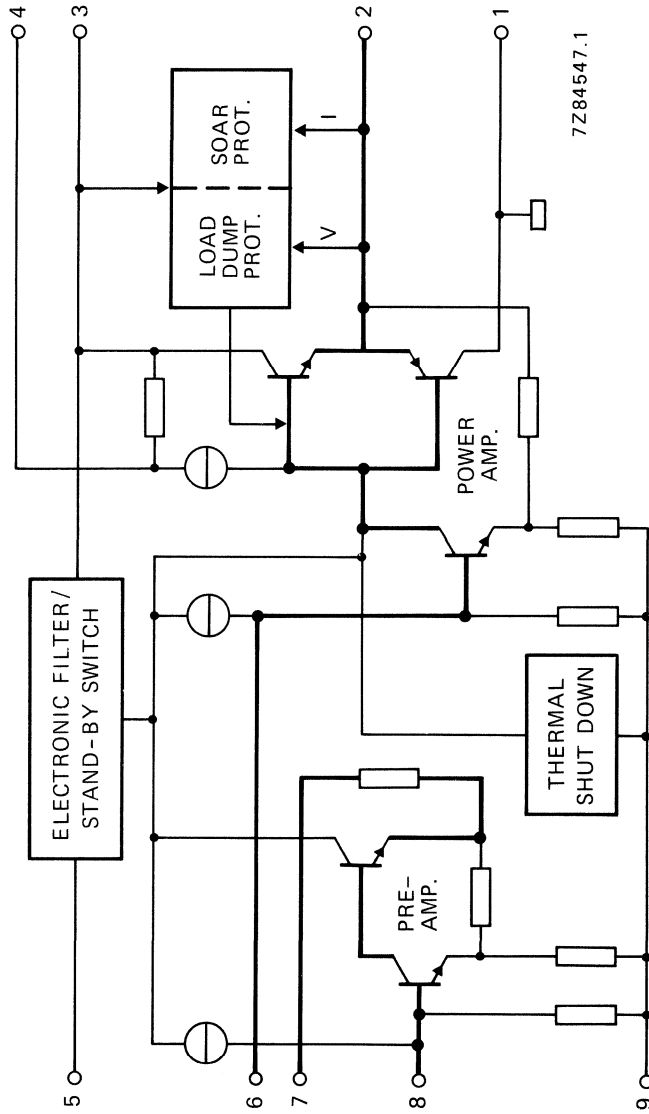 4
3
2
1
7Z84547.1
LOAD
DUMP
PROT.
SOAR
PROT.
V
I
ELECTRONIC FILTER/
STAND-BY SWITCH
POWER
AMP.
PRE-
AMP.
THERMAL
SHUT DOWN
5
6
7
8
9